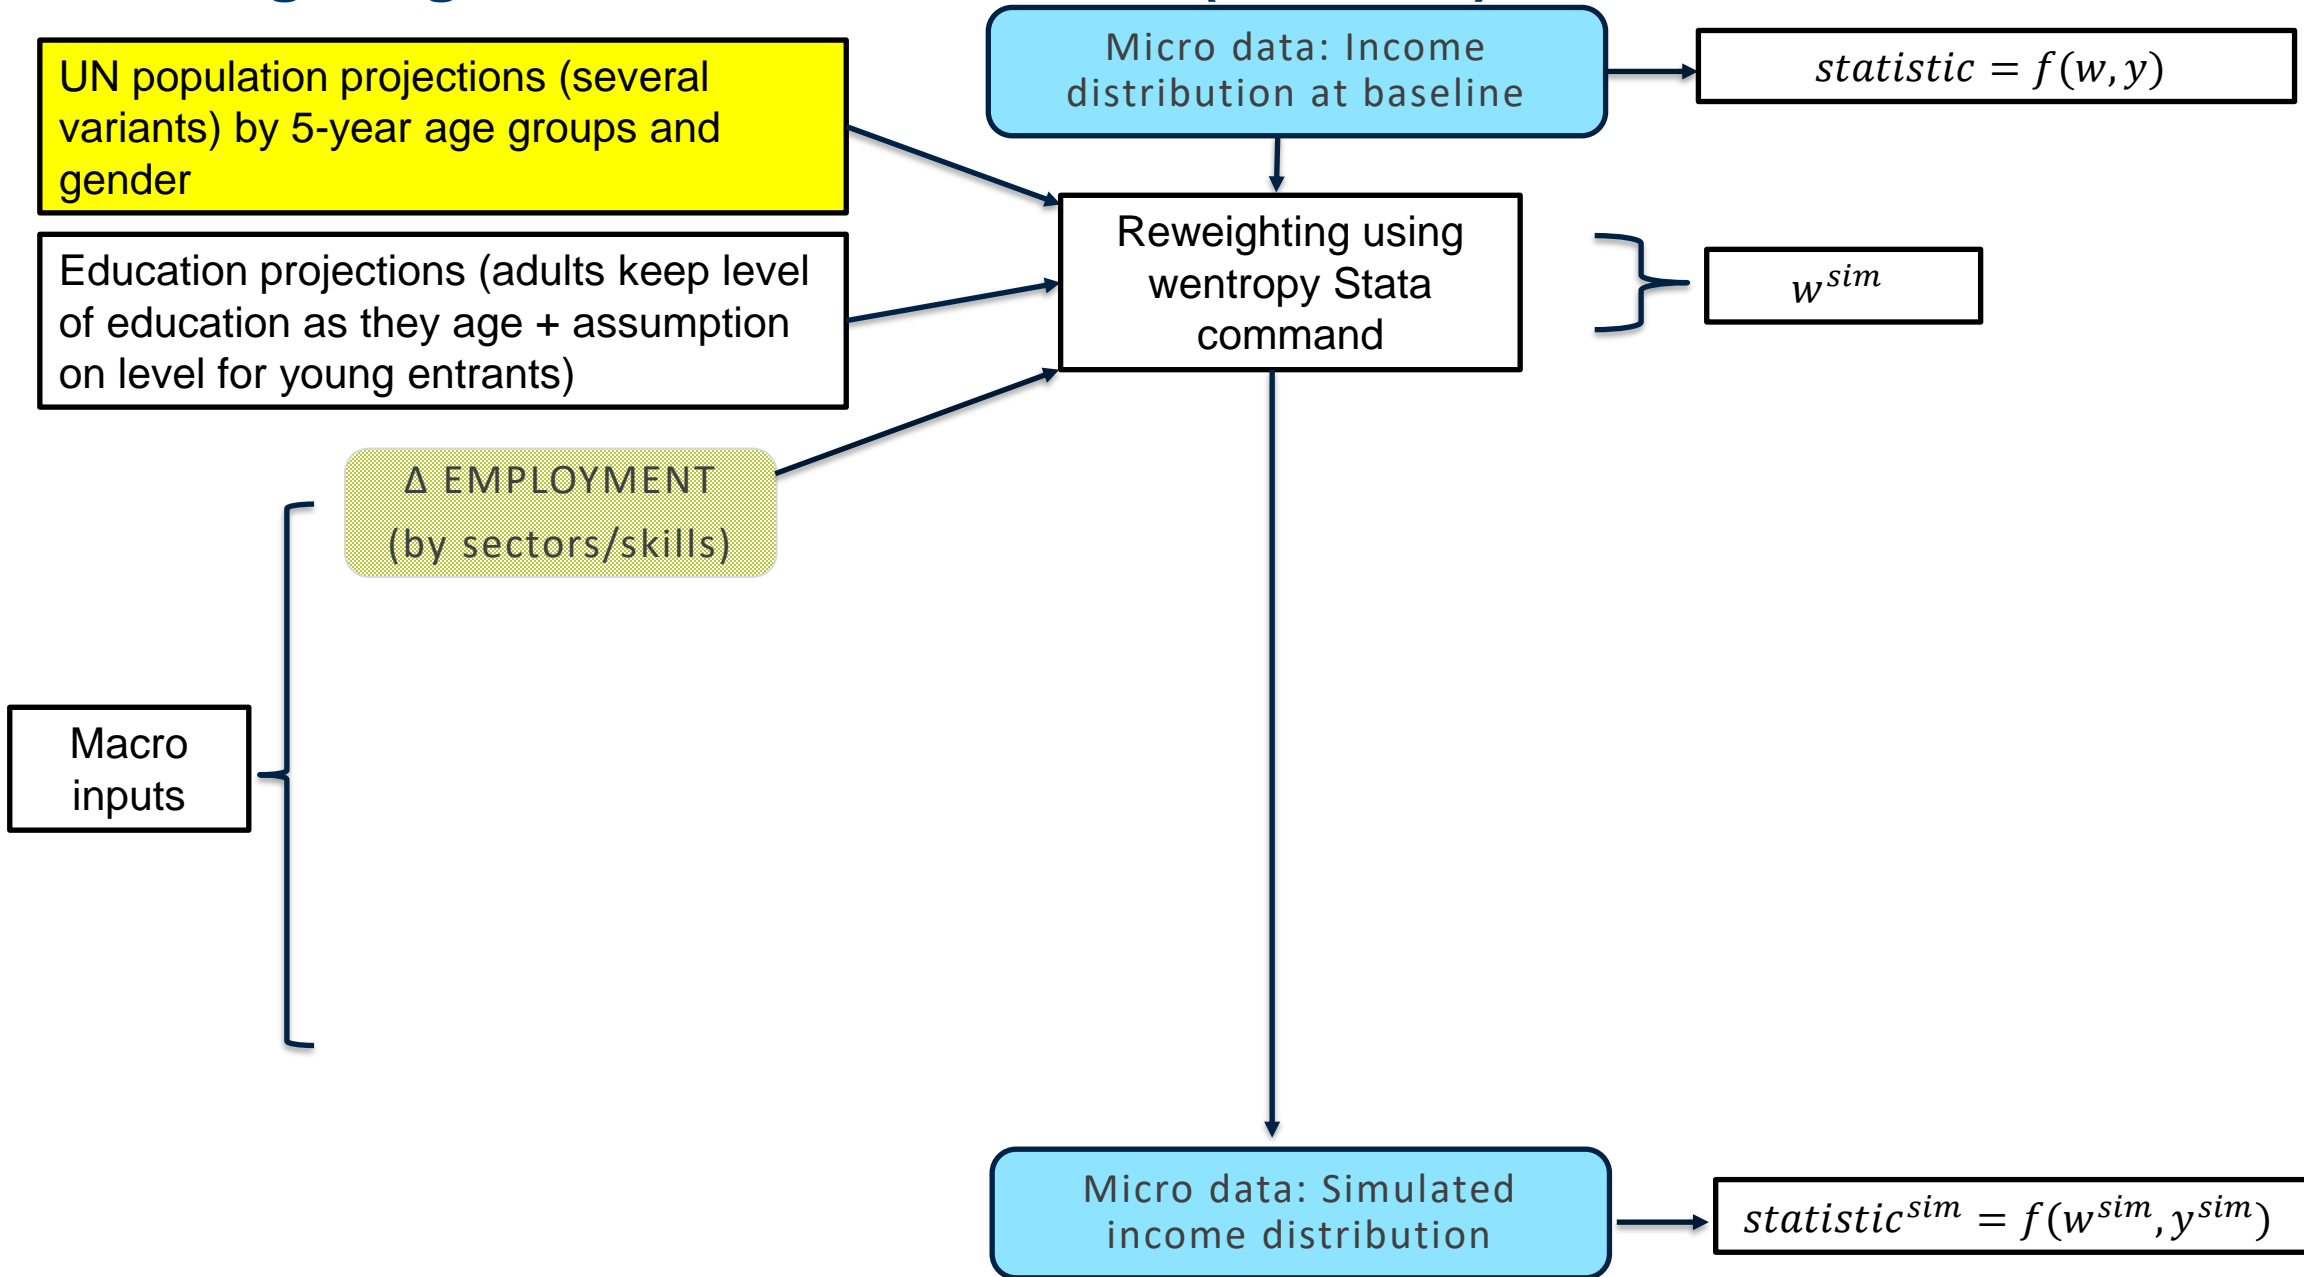 UN population projections (several
variants) by 5-year age groups and
gender
Micro data: Income
distribution at baseline
statistic = f(w, y)
Education projections (adults keep level
of education as they age + assumption
on level for young entrants)
Reweighting using
wentropy Stata
command
w^sim
Δ EMPLOYMENT
(by sectors/skills)
Macro
inputs
Micro data: Simulated
income distribution
statistic^sim = f(w^sim, y^sim)